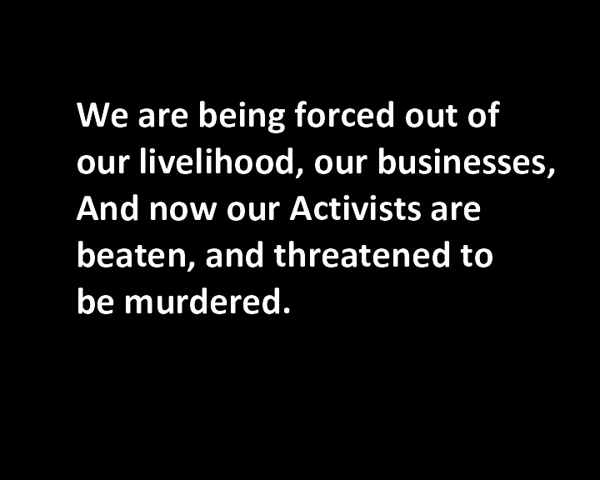 We are being forced out of
our livelihood, our businesses,
And now our Activists are
beaten, and threatened to
be murdered.